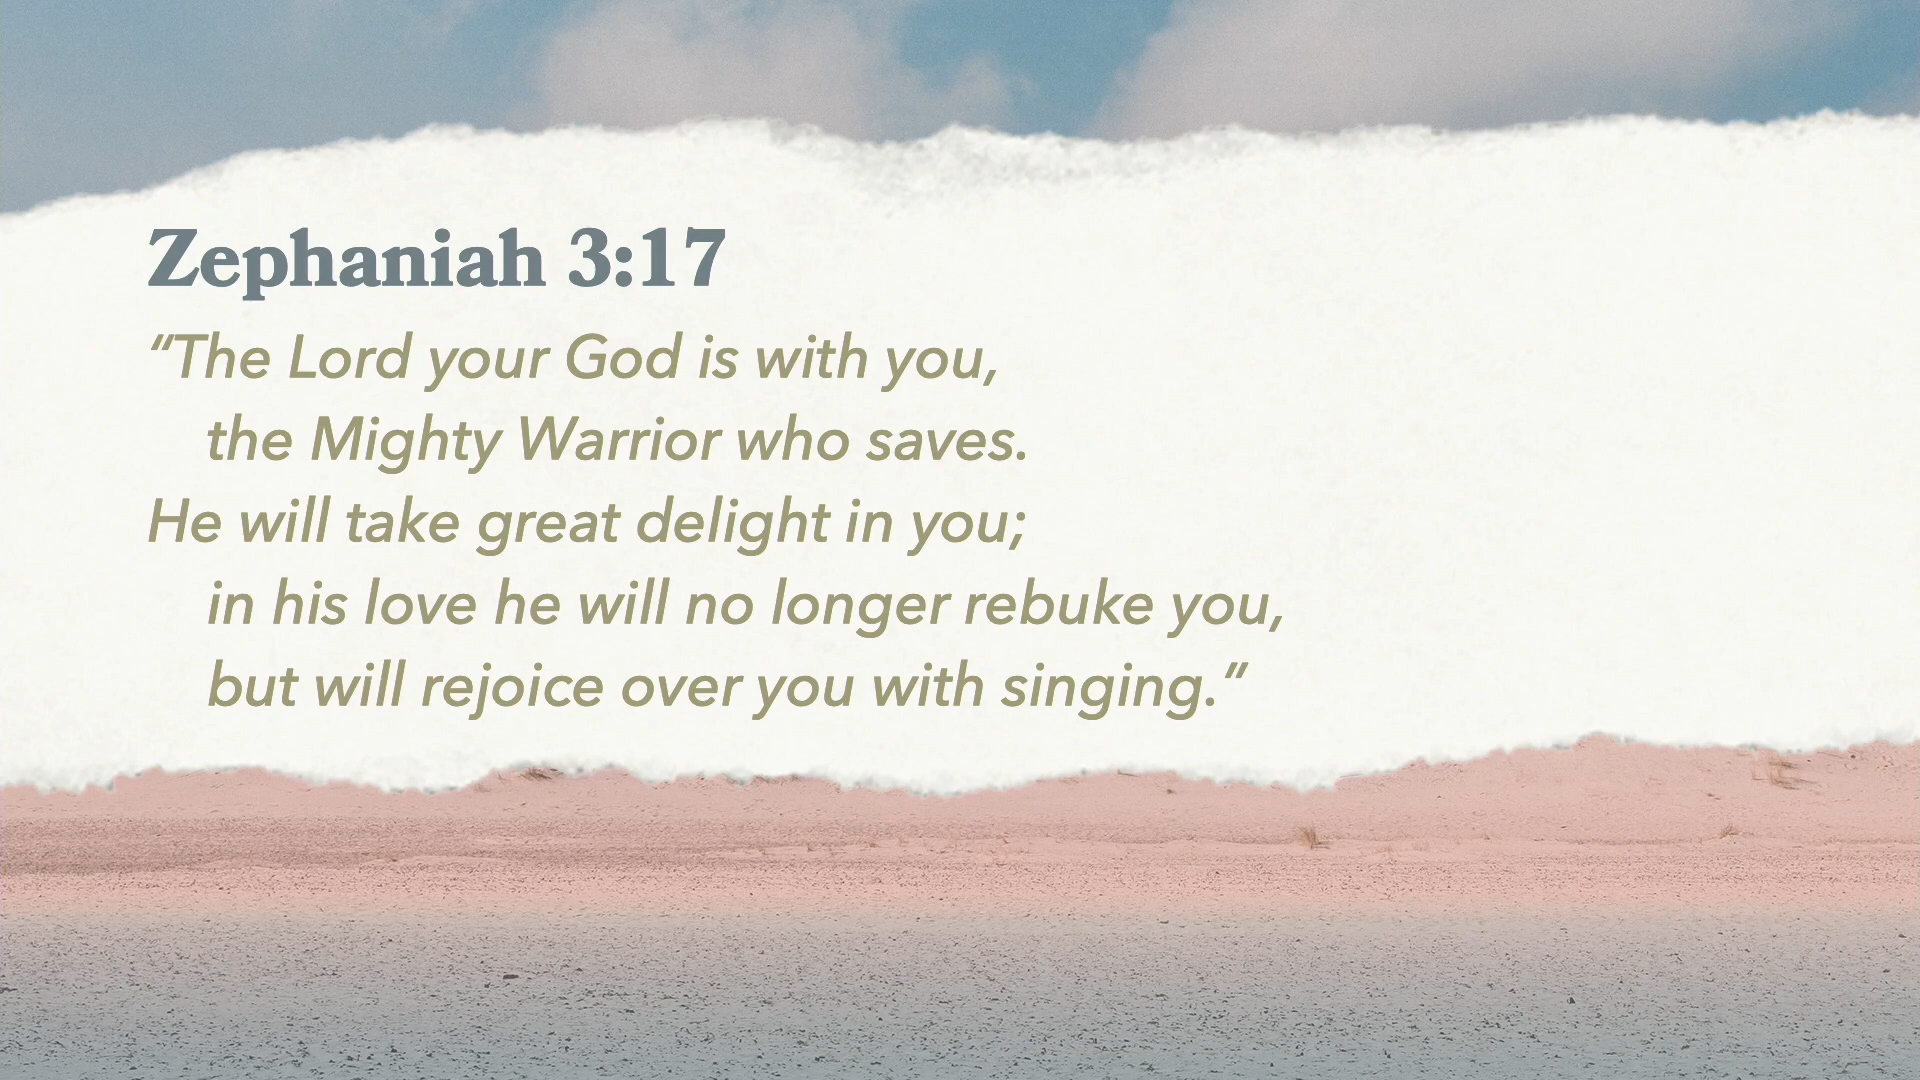 Zephaniah 3:17
“The Lord your God is with you,
the Mighty Warrior who saves.
He will take great delight in you;
in his love he will no longer rebuke you,
but will rejoice over you with singing.”